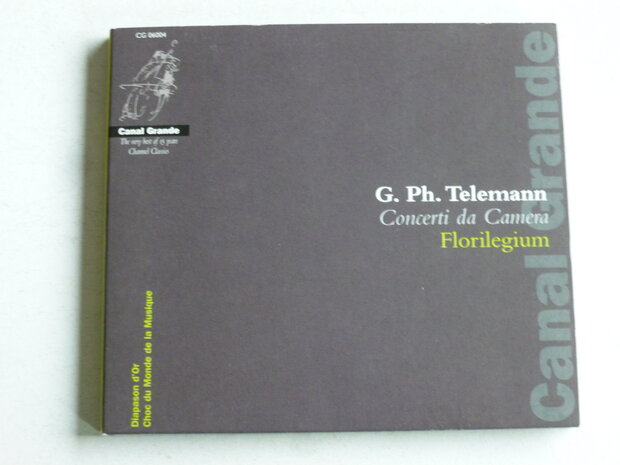 CG 06004
Canal Grande
The very best of 15 years
Channel Classics
G. Ph. Telemann
Concerti da Camera
Florilegium
Canal Grande
Diapason d'Or
Choc du Monde de la Musique